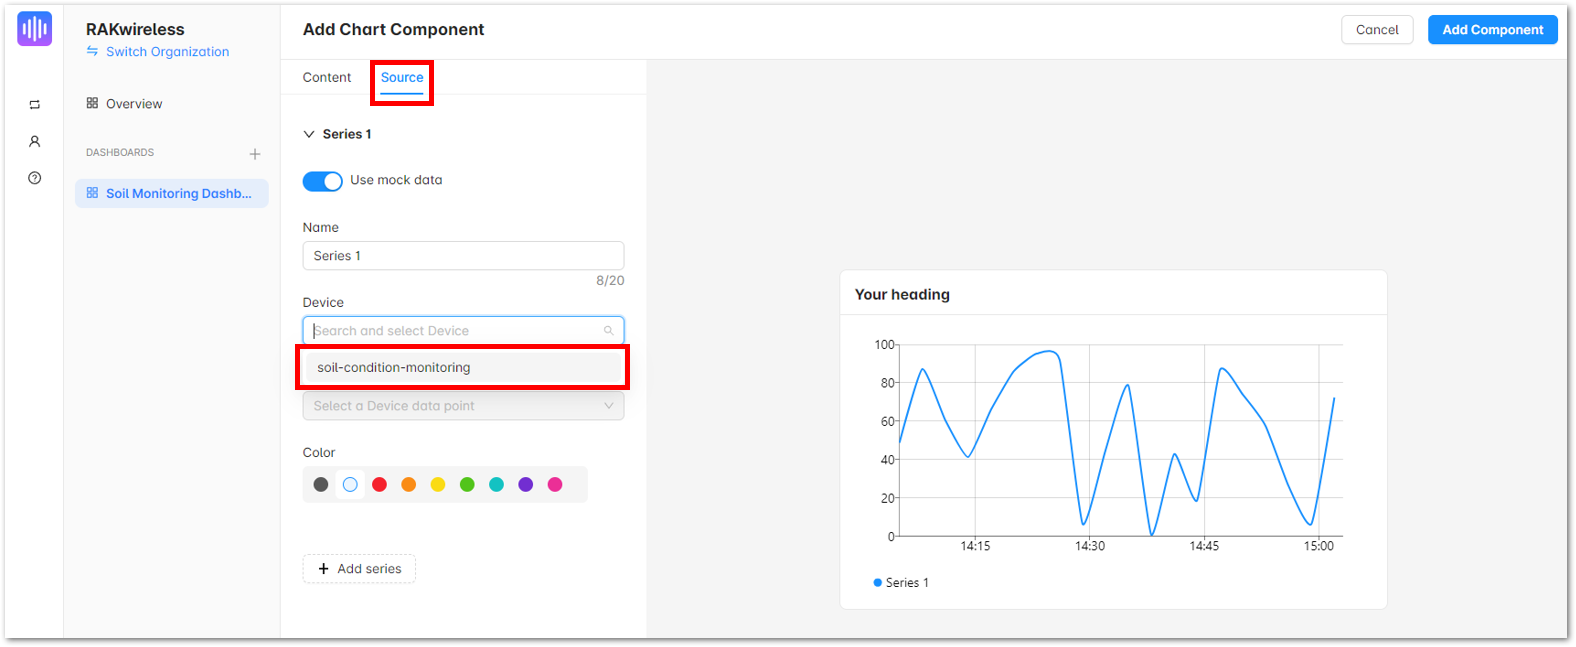 RAKwireless
Switch Organization
Overview
DASHBOARDS
Soil Monitoring Dashb...
Add Chart Component
Cancel
Add Component
Content
Source
Series 1
Use mock data
Name
Series 1
8/20
Device
Search and select Device
soil-condition-monitoring
Select a Device data point
Color
+ Add series
Your heading
100
80
60
40
20
0
14:15
14:30
14:45
15:00
Series 1